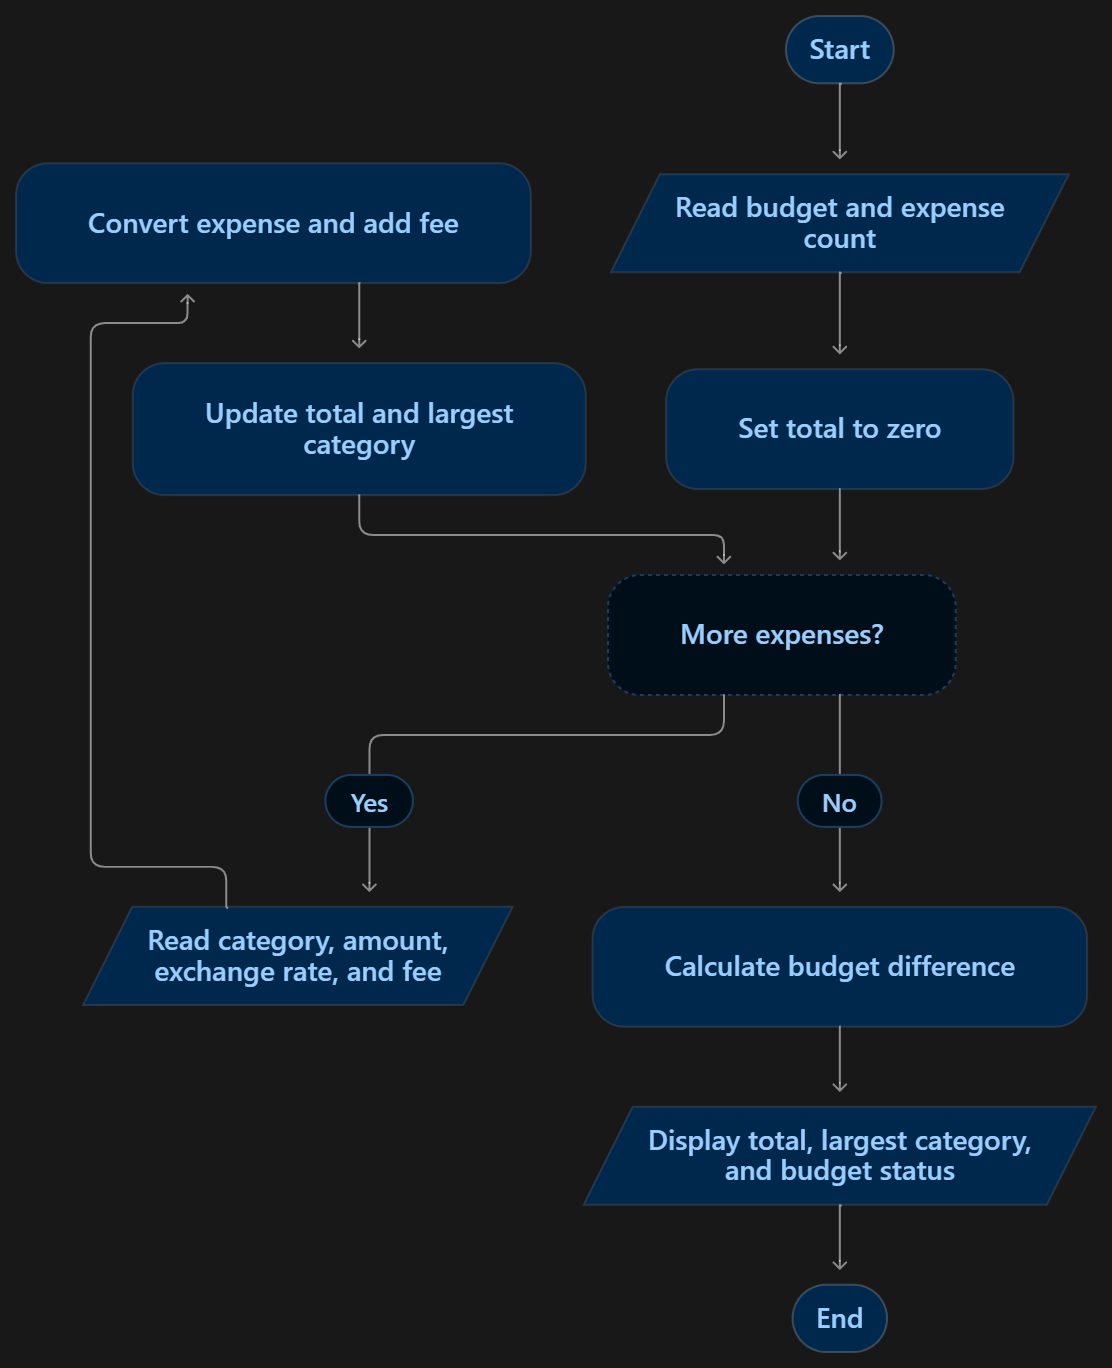 Start
Read budget and expense
count
Set total to zero
More expenses?
Yes
No
Read category, amount,
exchange rate, and fee
Convert expense and add fee
Update total and largest
category
Calculate budget difference
Display total, largest category,
and budget status
End